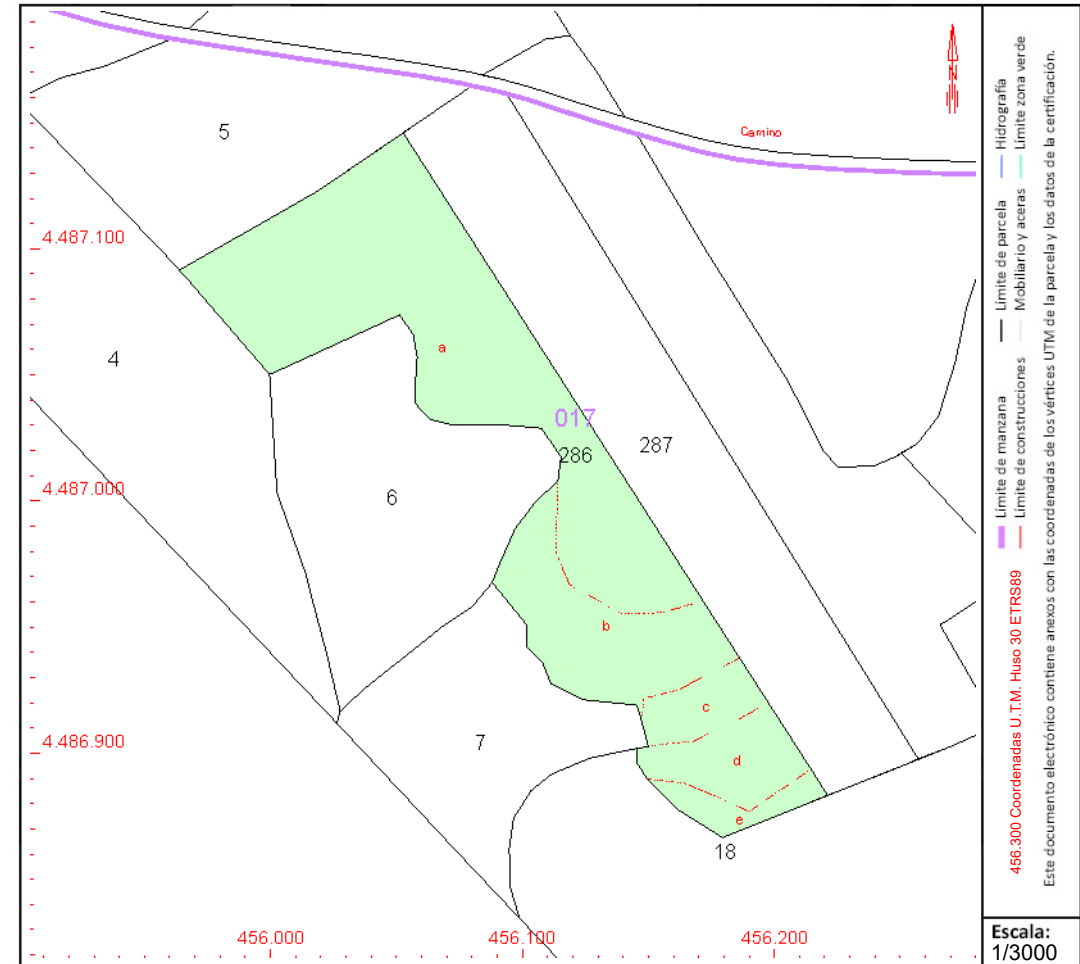 Camino
5
4.487.100
4
a
017
286
287
4.487.000
6
b
c
7
4.486.900
d
e
18
456.000
456.100
456.200
N
Límite de manzana
Límite de parcela
Hidrografía
Límite de construcciones
Mobiliario y aceras
Límite zona verde
456.300 Coordenadas U.T.M. Huso 30 ETRS89
Este documento electrónico contiene anexos con las coordenadas de los vértices UTM de la parcela y los datos de la certificación.
Escala:
1/3000